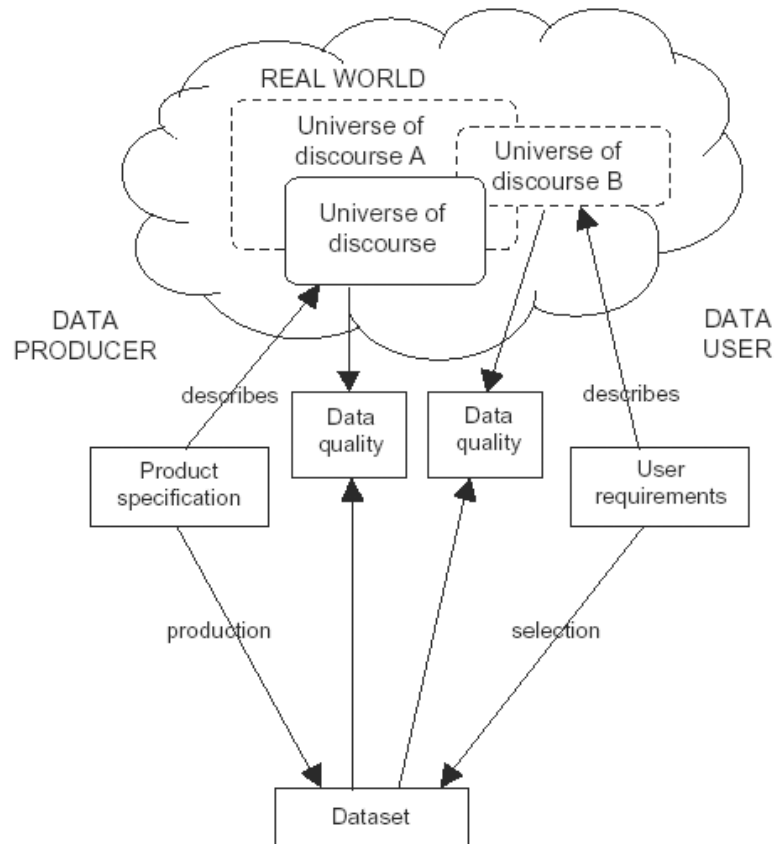 REAL WORLD
Universe of
discourse A
Universe of
discourse B
Universe of
discourse
DATA
PRODUCER
DATA
USER
describes
describes
Data
quality
Data
quality
Product
specification
User
requirements
production
selection
Dataset